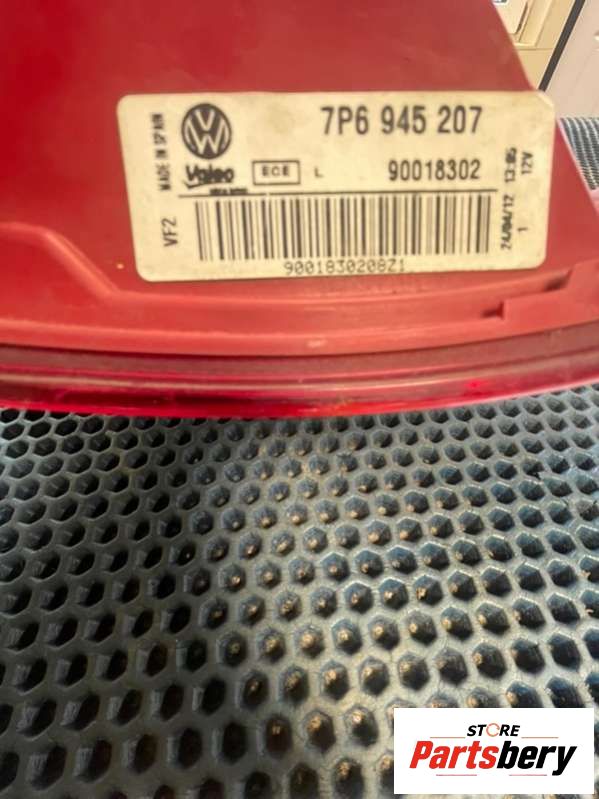 MADE IN SPAIN
VF2
7P6 945 207
Valeo
ECE L
90018302
9001830208Z1
24/04/12 13:05
1 12V
STORE
Partsbery